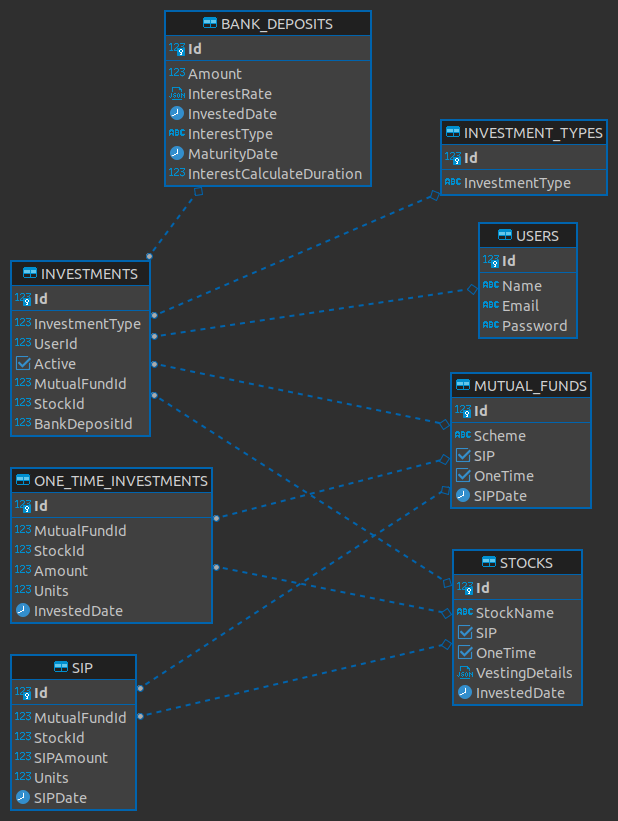 BANK_DEPOSITS
123 Id
123 Amount
JSON InterestRate
InvestedDate
ABC InterestType
MaturityDate
123 InterestCalculateDuration
INVESTMENT_TYPES
123 Id
ABC InvestmentType
USERS
123 Id
ABC Name
ABC Email
ABC Password
INVESTMENTS
123 Id
123 InvestmentType
123 UserId
Active
123 MutualFundId
123 StockId
123 BankDepositId
MUTUAL_FUNDS
123 Id
ABC Scheme
SIP
OneTime
SIPDate
ONE_TIME_INVESTMENTS
123 Id
123 MutualFundId
123 StockId
123 Amount
123 Units
InvestedDate
STOCKS
123 Id
ABC StockName
SIP
OneTime
JSON VestingDetails
InvestedDate
SIP
123 Id
123 MutualFundId
123 StockId
123 SIPAmount
123 Units
SIPDate